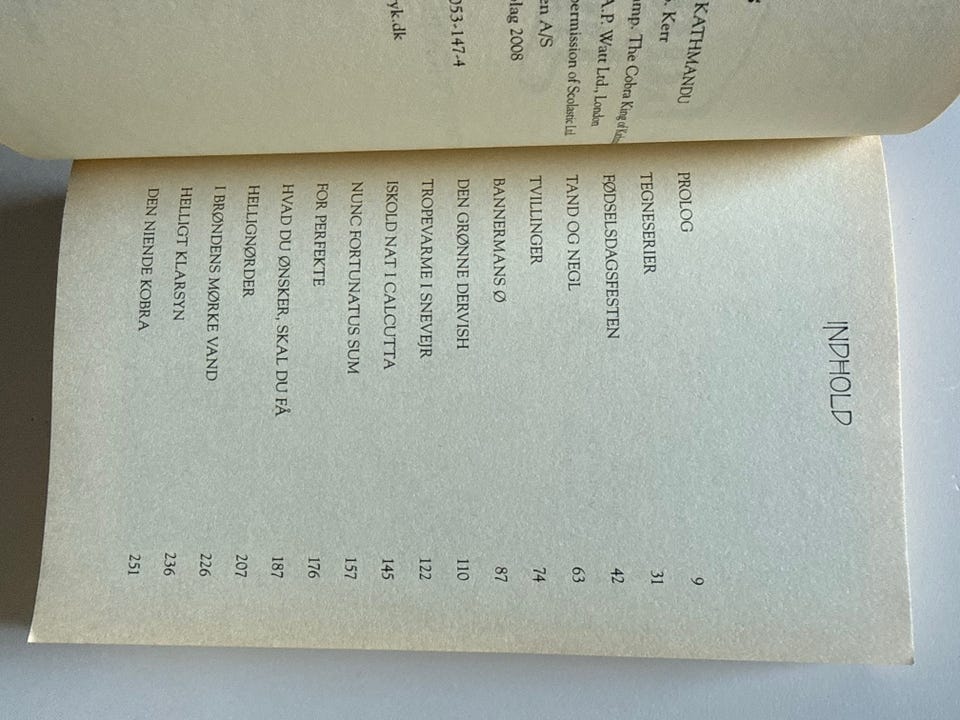 KATHMANDU
Kerr
The Cobra King of
A.P. Watt Ltd., London
permission of Scolastic Ltd.
en A/S
lag 2008
053-147-4
yk.dk
INDHOLD
PROLOG 9
TEGNESERIER 31
FØDSELSDAGSFESTEN 42
TAND OG NEGL 63
TVILLINGER 74
BANNERMANS Ø 87
DEN GRØNNE DERVISH 110
TROPEVARME I SNEVEJR 122
ISKOLD NAT I CALCUTTA 145
NUNC FORTUNATUS SUM 157
FOR PERFEKTE 176
HVAD DU ØNSKER, SKAL DU FÅ 187
HELLIGNØRDER 207
I BRØNDENS MØRKE VAND 226
HELLIGT KLARSYN 236
DEN NIENDE KOBRA 251